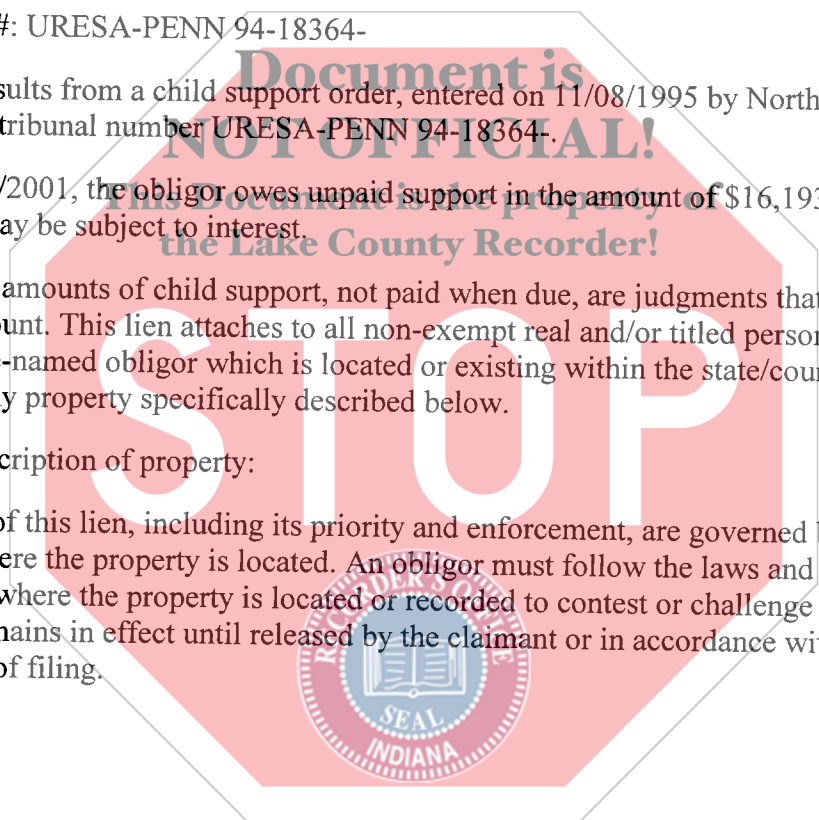 #: URESA-PENN 94-18364-
Document is
sults from a child support order, entered on 11/08/1995 by North
tribunal number URESA-PENN 94-18364-.
NOT OFFICIAL!
/2001, the obligor owes unpaid support in the amount of $16,193
This Document is the property of
ay be subject to interest.
the Lake County Recorder!
amounts of child support, not paid when due, are judgments that
unt. This lien attaches to all non-exempt real and/or titled person
-named obligor which is located or existing within the state/coun
y property specifically described below.
STOP
cription of property:
of this lien, including its priority and enforcement, are governed b
ere the property is located. An obligor must follow the laws and
where the property is located or recorded to contest or challenge
nains in effect until released by the claimant or in accordance wit
of filing.
RECORDER'S OFFICE
SEAL
INDIANA